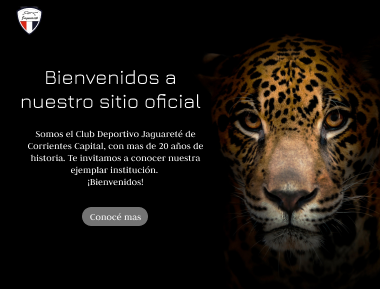 Bienvenidos a
nuestro sitio oficial
Somos el Club Deportivo Jaguareté de
Corrientes Capital, con mas de 20 años de
historia. Te invitamos a conocer nuestra
ejemplar institución.
¡Bienvenidos!
Conocé mas